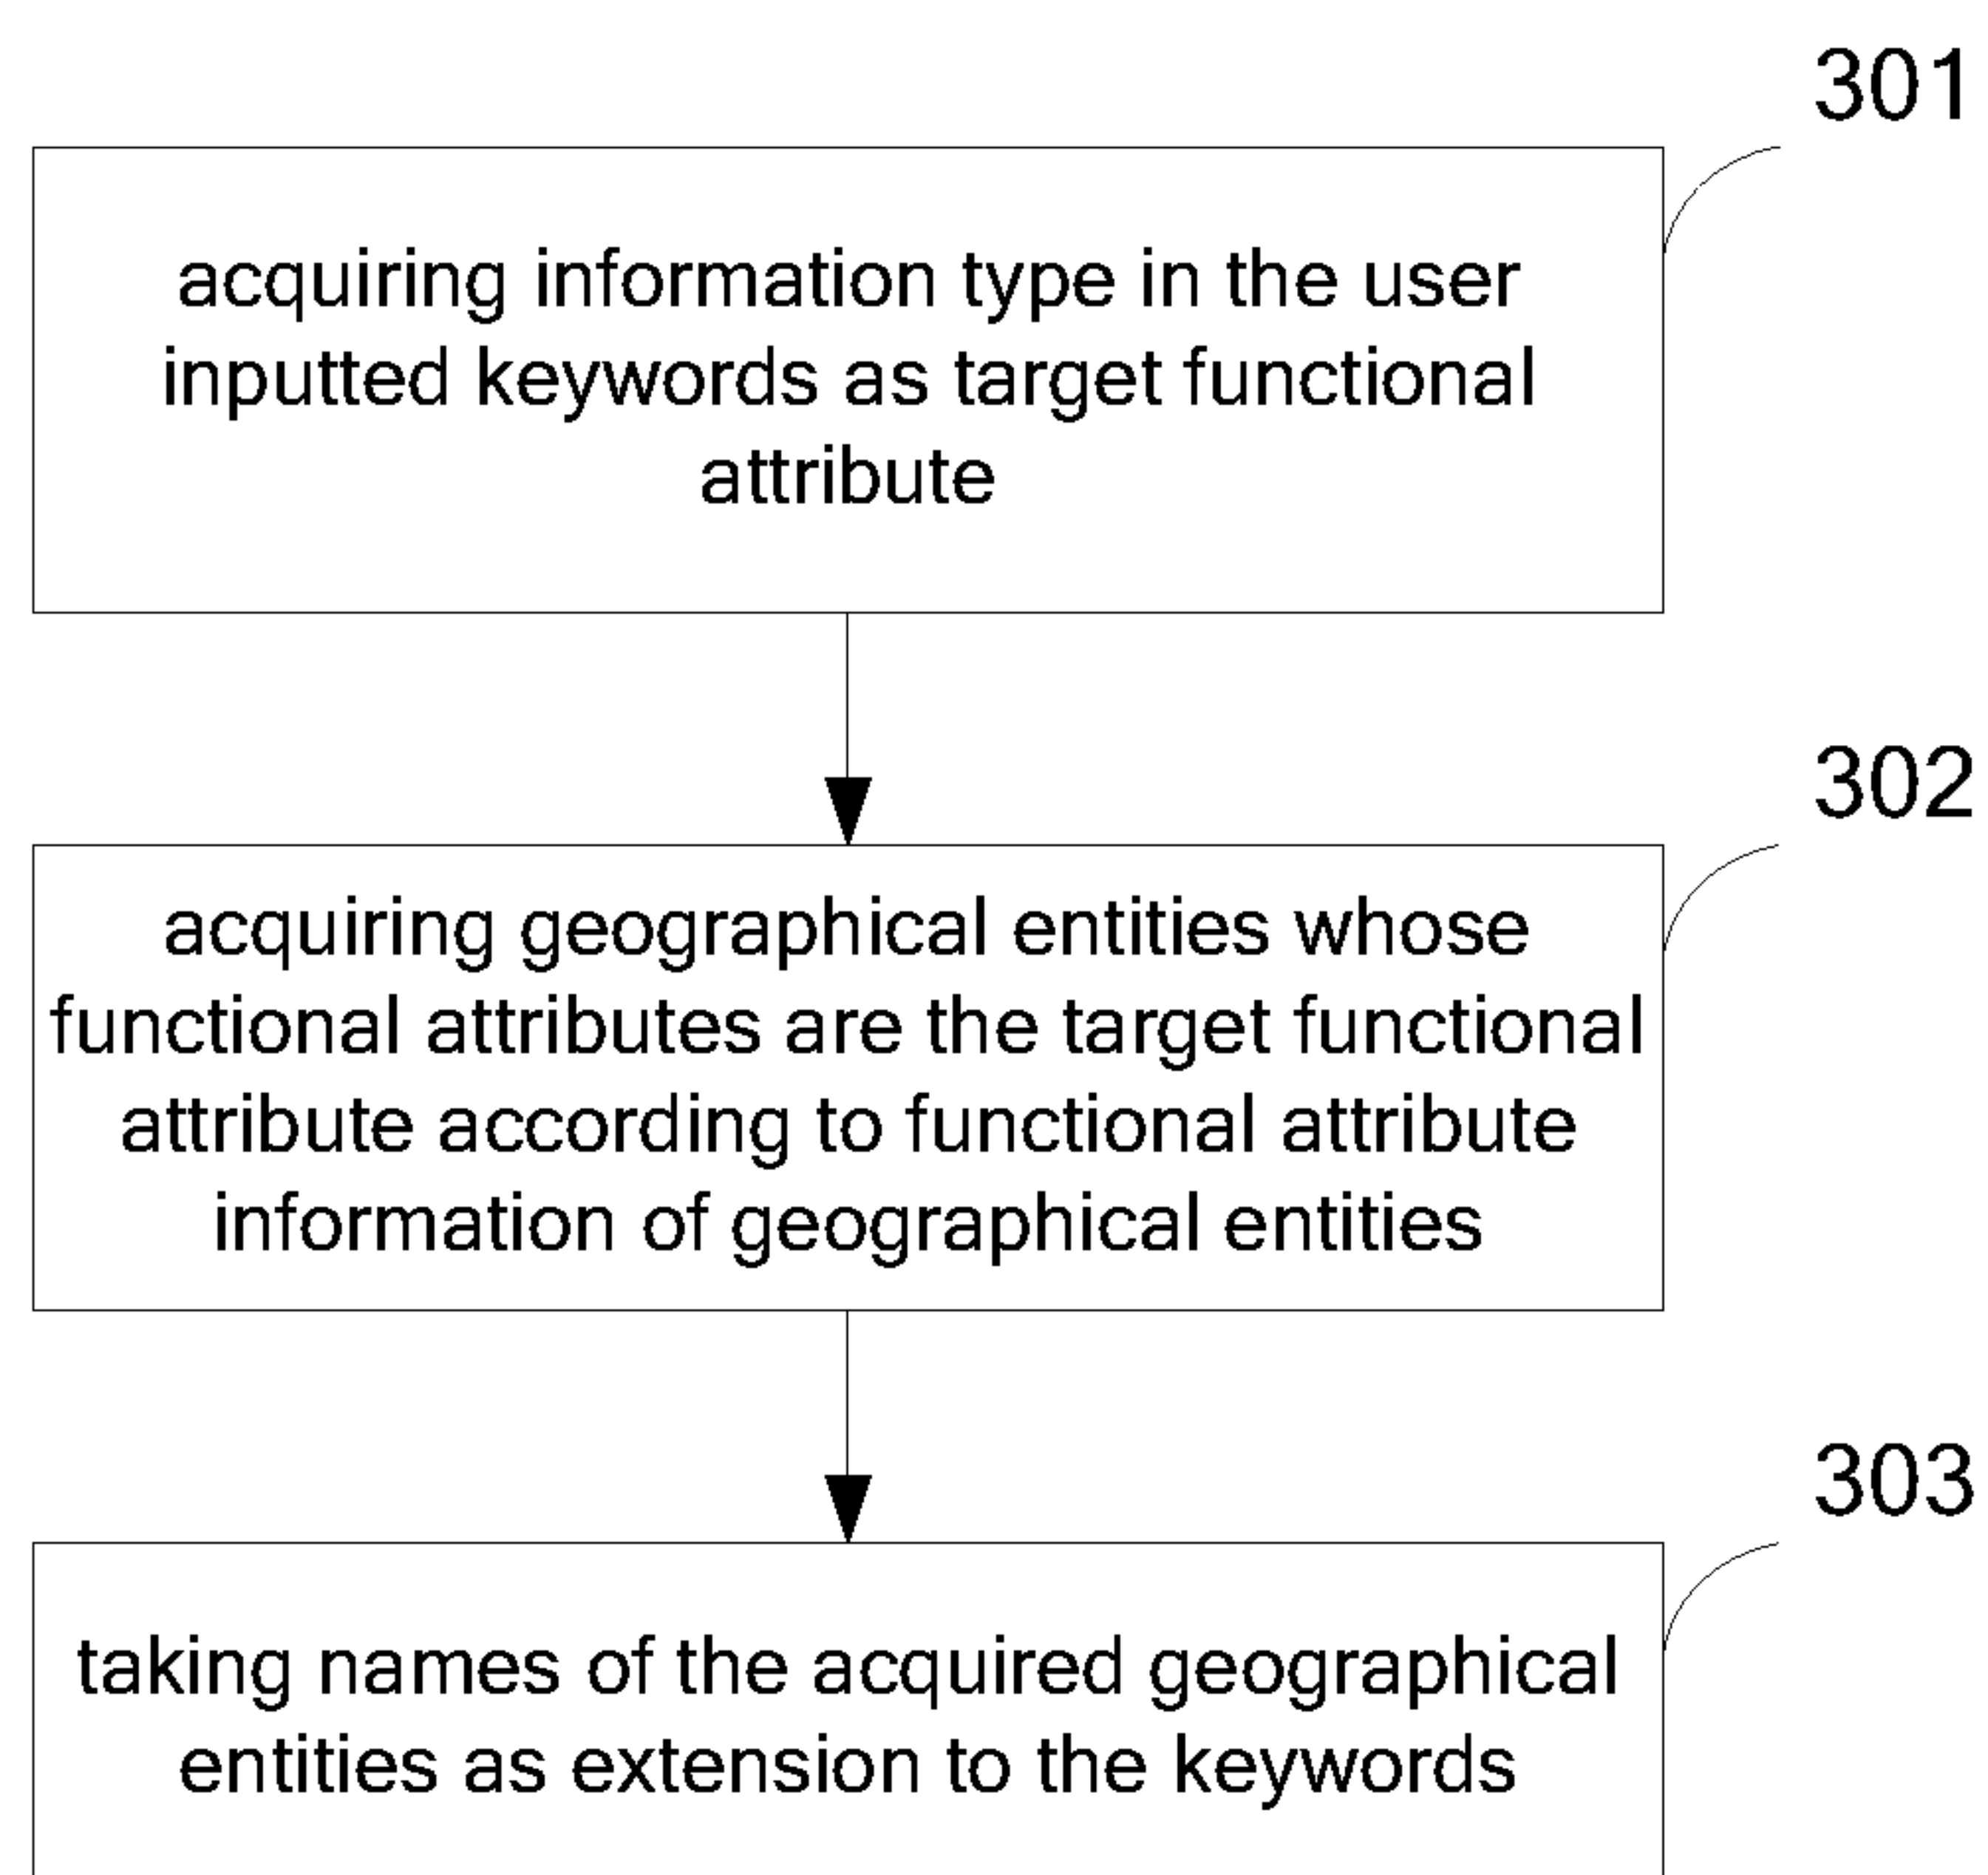 301
acquiring information type in the user
inputted keywords as target functional
attribute
302
acquiring geographical entities whose
functional attributes are the target functional
attribute according to functional attribute
information of geographical entities
303
taking names of the acquired geographical
entities as extension to the keywords